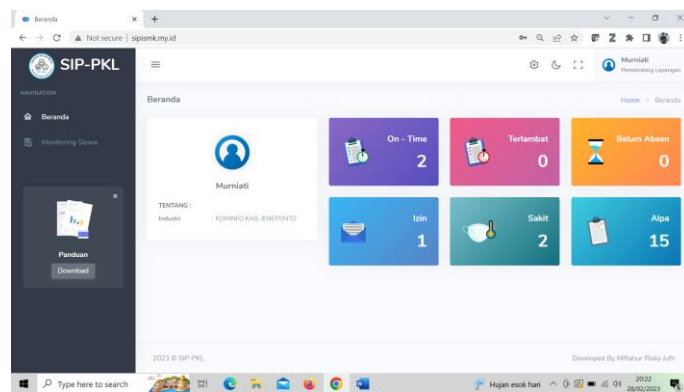 Beranda
Not secure | sipismk.my.id
SIP-PKL
Murniati
Pembimbing Lapangan
NAVIGATION
Beranda
Monitoring Siswa
Panduan
Download
Beranda
Home > Beranda
Murniati
TENTANG :
Industri : KOMINFO KAB. JENEPONTO
On - Time
2
Terlambat
0
Belum Absen
0
Izin
1
Sakit
2
Alpa
15
2023 © SIP-PKL
Developed By Miftahur Rizky Juhr
Type here to search
Hujan esok hari
20:22
28/02/2023